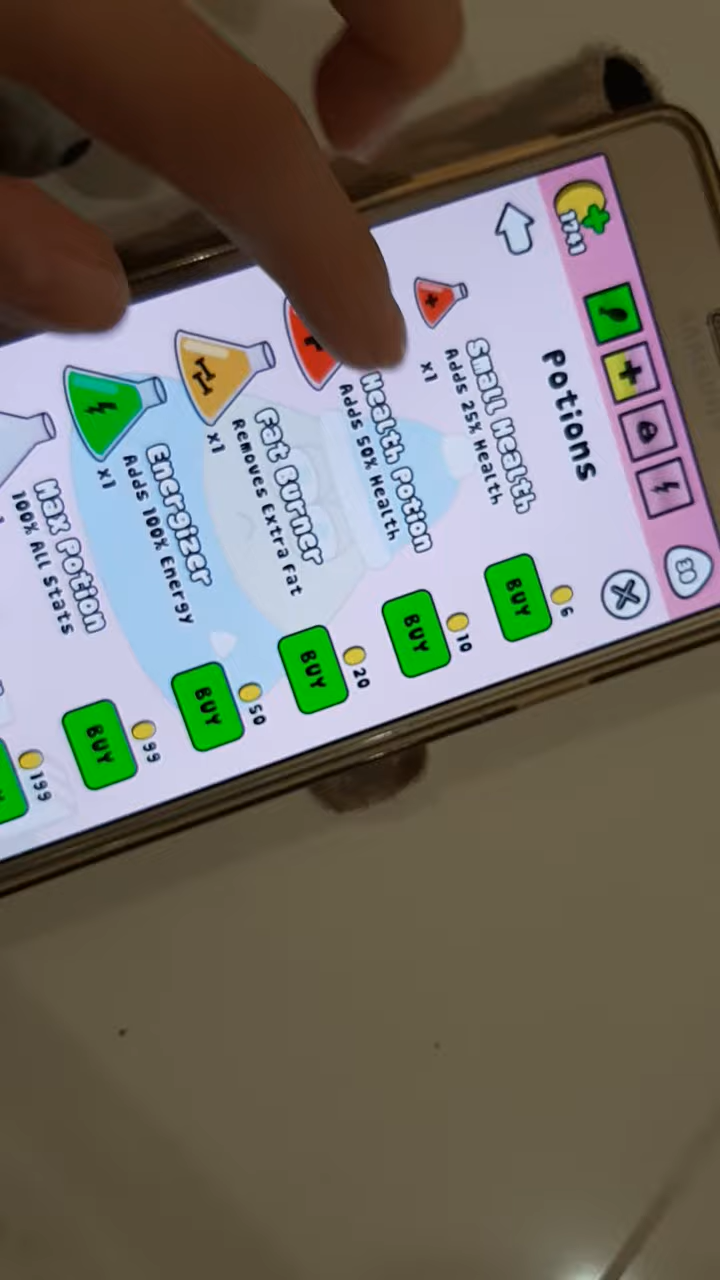 1741
30
Potions
Small Health
Adds 25% Health
x1
6
BUY
Health Potion
Adds 50% Health
10
BUY
Fat Burner
Removes Extra Fat
x1
20
BUY
Energizer
Adds 100% Energy
x1
50
BUY
Max Potion
100% All Stats
99
BUY
199